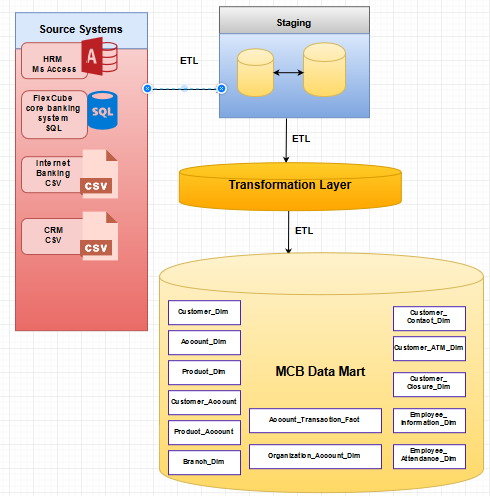 Source Systems
HRM
Ms Access
A
FlexCube
core banking
system
SQL
SQL
Internet
Banking
CSV
CSV
CRM
CSV
CSV
ETL
Staging
ETL
Transformation Layer
ETL
MCB Data Mart
Customer_Dim
Account_Dim
Product_Dim
Customer_Account
Product_Account
Branch_Dim
Account_Transaction_Fact
Organization_Account_Dim
Customer_
Contact_Dim
Customer_ATM_Dim
Customer_
Closure_Dim
Employee_
Information_Dim
Employee_
Attendance_Dim